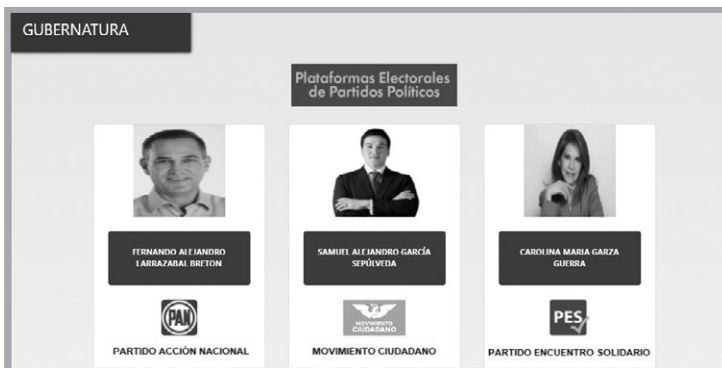 GUBERNATURA
Plataformas Electorales
de Partidos Políticos
FERNANDO ALEJANDRO
LARRAZABAL BRETON
SAMUEL ALEJANDRO GARCÍA
SEPÚLVEDA
CAROLINA MARIA GARZA
GUERRA
PAN
MOVIMIENTO
CIUDADANO
PES
PARTIDO ACCIÓN NACIONAL
MOVIMIENTO CIUDADANO
PARTIDO ENCUENTRO SOLIDARIO